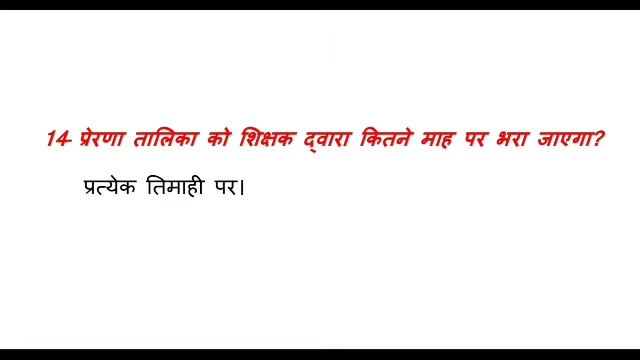 14- प्रेरणा तालिका को शिक्षक द्वारा कितने माह पर भरा जाएगा?
प्रत्येक तिमाही पर।